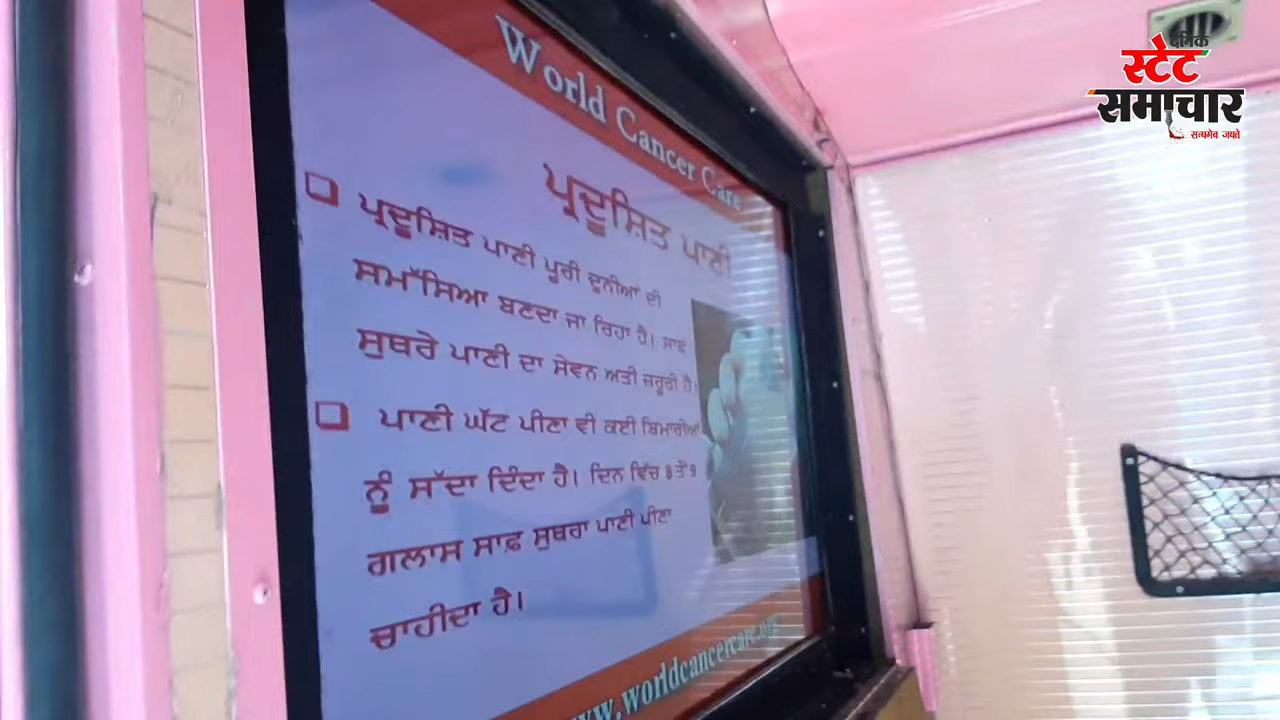 World Cancer Care
ਪ੍ਰਦੂਸ਼ਿਤ ਪਾਣੀ
ਪ੍ਰਦੂਸ਼ਿਤ ਪਾਣੀ ਪੂਰੀ ਦੂਨੀਆਂ ਦੀ
ਸਮੱਸਿਆ ਬਣਦਾ ਜਾ ਰਿਹਾ ਹੈ। ਸਾਫ
ਸੁਥਰੇ ਪਾਣੀ ਦਾ ਸੇਵਨ ਅਤੀ ਜ਼ਰੂਰੀ ਹੈ।
ਪਾਣੀ ਘੱਟ ਪੀਣਾ ਵੀ ਕਈ ਬਿਮਾਰੀਆਂ
ਨੂੰ ਸੱਦਾ ਦਿੰਦਾ ਹੈ। ਦਿਨ ਵਿੱਚ 8 ਤੋਂ 9
ਗਲਾਸ ਸਾਫ਼ ਸੁਥਰਾ ਪਾਣੀ ਪੀਣਾ
ਚਾਹੀਦਾ ਹੈ।
www.worldcancercare.org
दैनिक
स्टेट
समाचार
सत्यमेव जयते